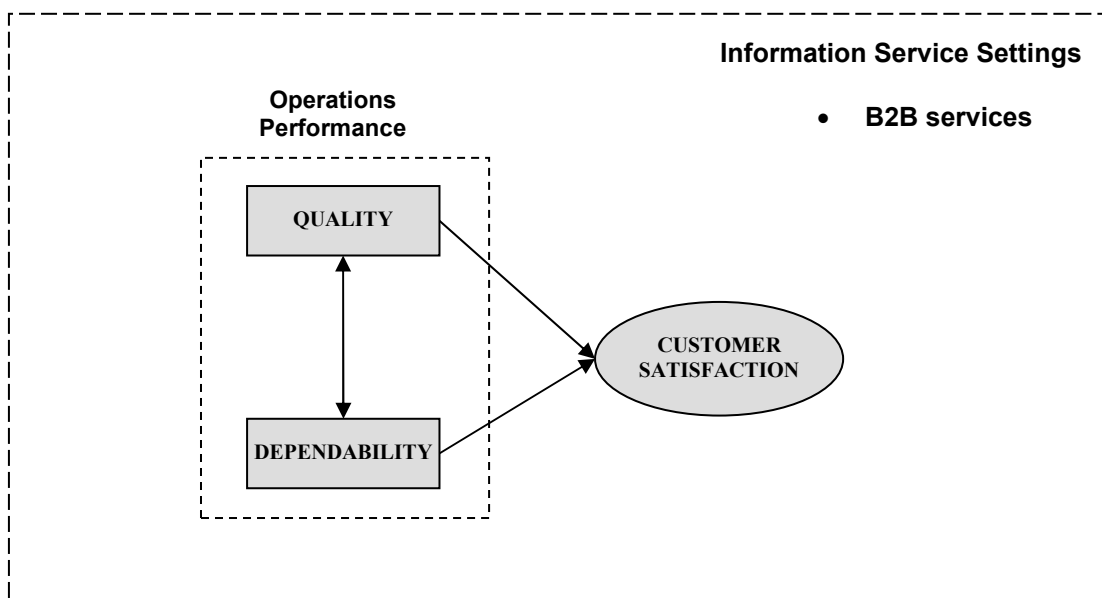 Information Service Settings
• B2B services
Operations
Performance
QUALITY
CUSTOMER
SATISFACTION
DEPENDABILITY